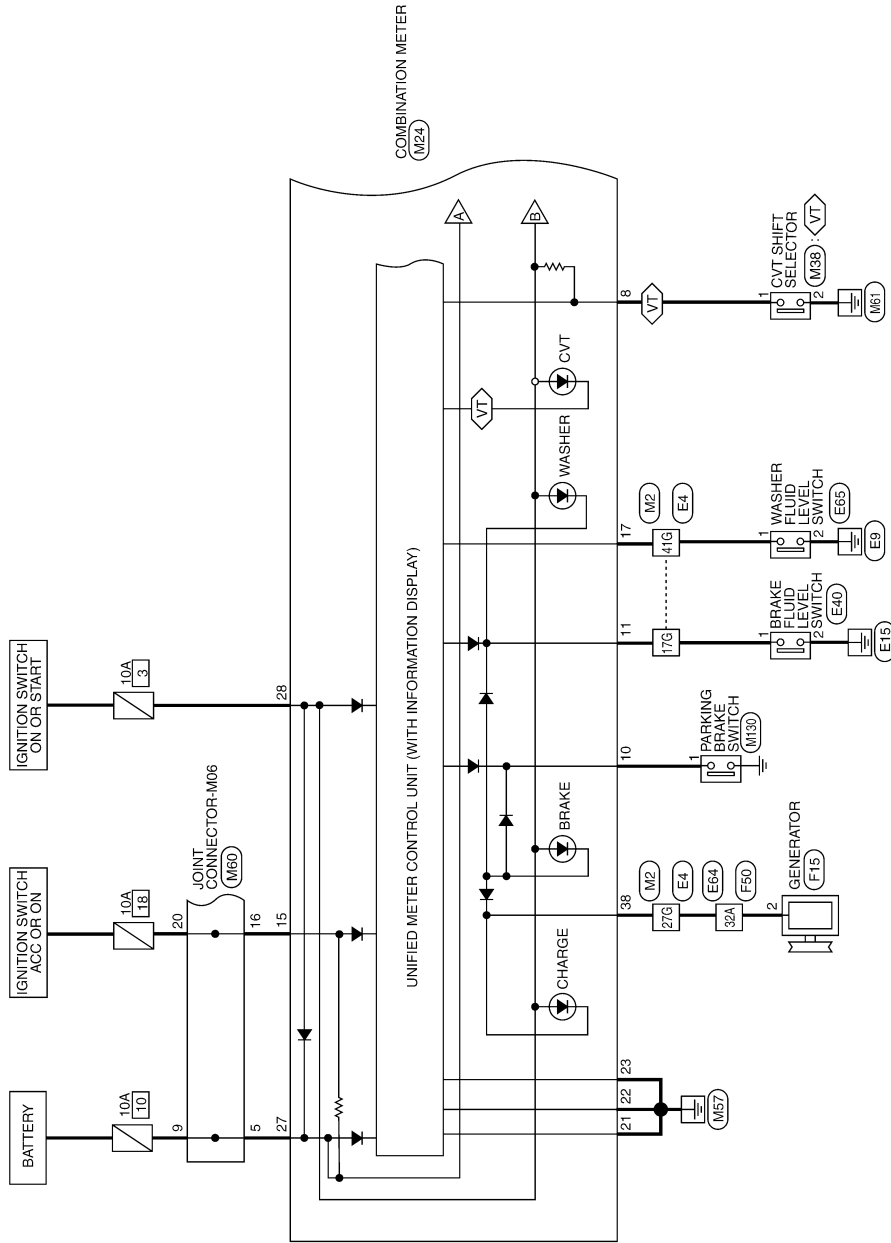 BATTERY
IGNITION SWITCH
ACC OR ON
IGNITION SWITCH
ON OR START
10A
10
10A
18
10A
3
9
20
JOINT
CONNECTOR-M06
M60
5
16
27
15
28
COMBINATION METER
M24
UNIFIED METER CONTROL UNIT (WITH INFORMATION DISPLAY)
A
B
VT
CHARGE
BRAKE
WASHER
CVT
21
22
23
38
10
11
17
8
M57
27G
M2
E4
32A
E64
F50
2
GENERATOR
F15
1
PARKING
BRAKE
SWITCH
M130
17G
41G
M2
E4
1
BRAKE
FLUID
LEVEL
SWITCH
E40
2
E15
1
WASHER
FLUID
LEVEL
SWITCH
E65
2
E9
VT
1
CVT SHIFT
SELECTOR
M38 : VT
2
M61